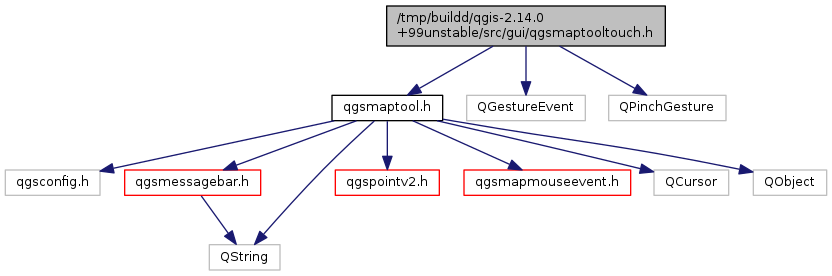 /tmp/buildd/qgis-2.14.0
+99unstable/src/gui/qgsmaptooltouch.h
qgsmaptool.h
QGestureEvent
QPinchGesture
qgsconfig.h
qgsmessagebar.h
qgspointv2.h
qgsmapmouseevent.h
QCursor
QObject
QString